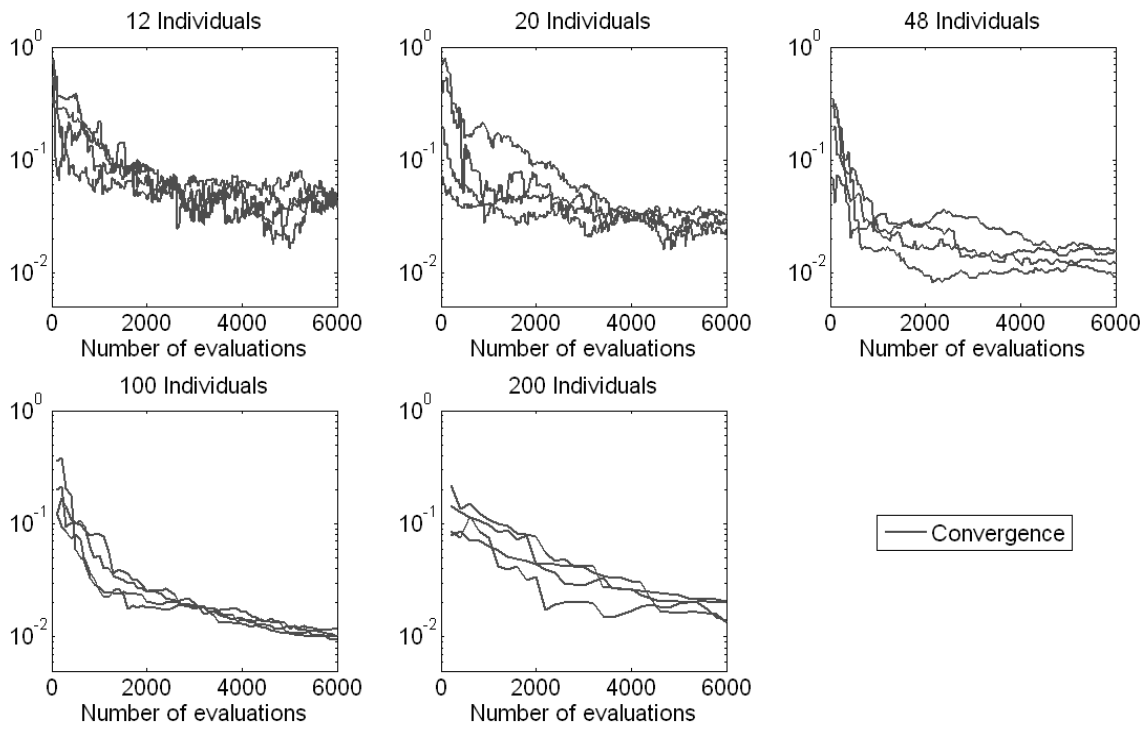 12 Individuals
10^0
10^-1
10^-2
0 2000 4000 6000
Number of evaluations
20 Individuals
10^0
10^-1
10^-2
0 2000 4000 6000
Number of evaluations
48 Individuals
10^0
10^-1
10^-2
0 2000 4000 6000
Number of evaluations
100 Individuals
10^0
10^-1
10^-2
0 2000 4000 6000
Number of evaluations
200 Individuals
10^0
10^-1
10^-2
0 2000 4000 6000
Number of evaluations
Convergence